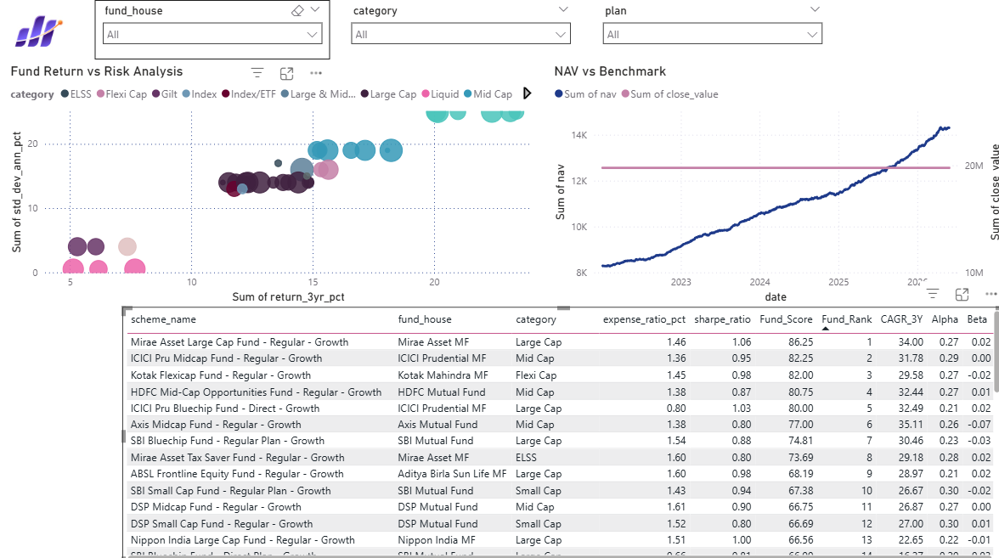 fund_house
All
category
All
plan
All
Fund Return vs Risk Analysis
category ELSS Flexi Cap Gilt Index Index/ETF Large & Mid... Large Cap Liquid Mid Cap
Sum of std_dev_ann_pct
20
10
0
5 10 15 20
Sum of return_3yr_pct
NAV vs Benchmark
Sum of nav Sum of close_value
Sum of nav
14K
12K
10K
8K
20M
10M
Sum of close_value
2023 2024 2025
date
scheme_name fund_house category expense_ratio_pct sharpe_ratio Fund_Score Fund_Rank CAGR_3Y Alpha Beta
Mirae Asset Large Cap Fund - Regular - Growth Mirae Asset MF Large Cap 1.46 1.06 86.25 1 34.00 0.27 0.02
ICICI Pru Midcap Fund - Regular - Growth ICICI Prudential MF Mid Cap 1.36 0.95 82.25 2 31.78 0.29 0.00
Kotak Flexicap Fund - Regular - Growth Kotak Mahindra MF Flexi Cap 1.45 0.98 82.00 3 29.58 0.27 -0.02
HDFC Mid-Cap Opportunities Fund - Regular - Growth HDFC Mutual Fund Mid Cap 1.38 0.87 80.75 4 32.44 0.27 0.01
ICICI Pru Bluechip Fund - Direct - Growth ICICI Prudential MF Large Cap 0.80 1.03 80.00 5 32.49 0.21 0.02
Axis Midcap Fund - Regular - Growth Axis Mutual Fund Mid Cap 1.38 0.80 77.00 6 35.11 0.26 -0.07
SBI Bluechip Fund - Regular Plan - Growth SBI Mutual Fund Large Cap 1.54 0.88 74.81 7 30.46 0.23 -0.03
Mirae Asset Tax Saver Fund - Regular - Growth Mirae Asset MF ELSS 1.60 0.80 73.69 8 29.18 0.28 0.02
ABSL Frontline Equity Fund - Regular - Growth Aditya Birla Sun Life MF Large Cap 1.60 0.98 68.19 9 28.97 0.21 0.02
SBI Small Cap Fund - Regular Plan - Growth SBI Mutual Fund Small Cap 1.43 0.94 67.38 10 26.67 0.30 -0.02
DSP Midcap Fund - Regular - Growth DSP Mutual Fund Mid Cap 1.61 0.90 66.75 11 26.87 0.27 0.00
DSP Small Cap Fund - Regular - Growth DSP Mutual Fund Small Cap 1.52 0.80 66.69 12 27.00 0.30 0.01
Nippon India Large Cap Fund - Regular - Growth Nippon India MF Large Cap 1.51 1.00 66.56 13 22.65 0.22 -0.01